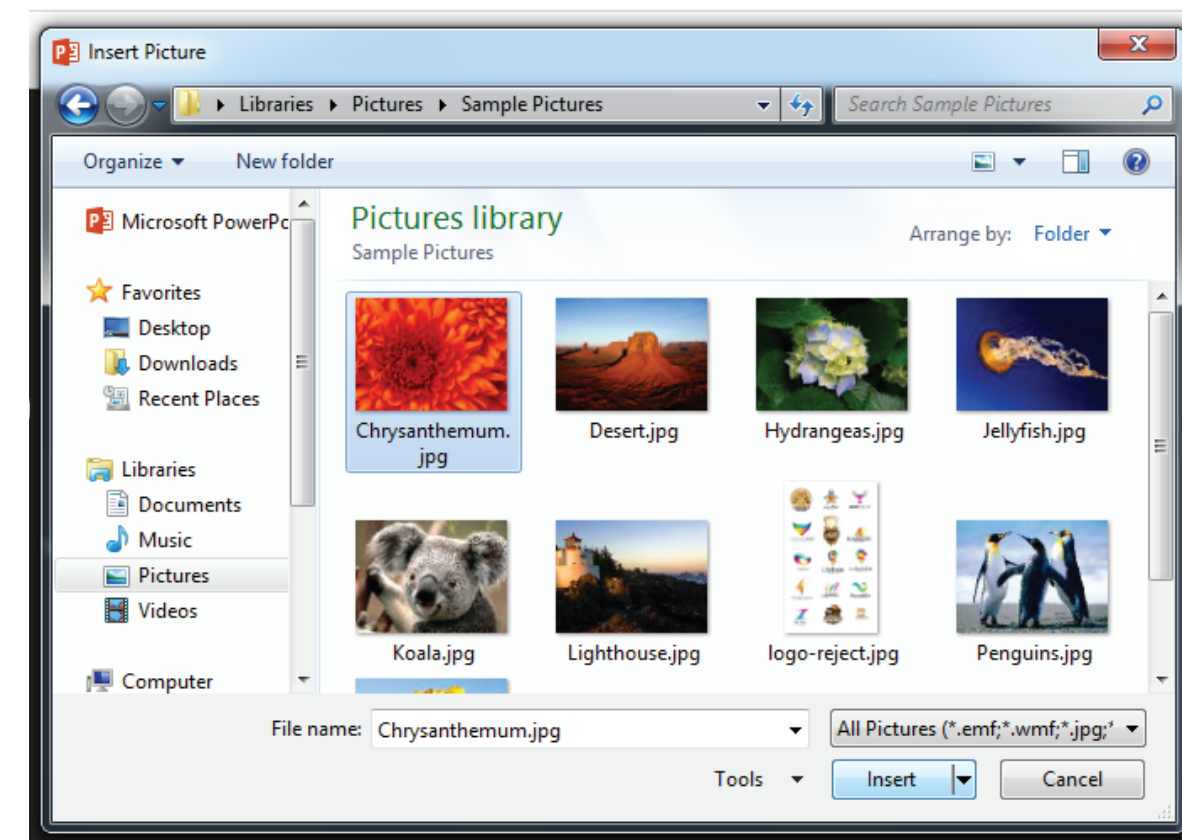 Insert Picture
Libraries Pictures Sample Pictures
Search Sample Pictures
Organize
New folder
Microsoft PowerPo
Favorites
Desktop
Downloads
Recent Places
Libraries
Documents
Music
Pictures
Videos
Computer
Pictures library
Sample Pictures
Arrange by: Folder
Chrysanthemum.
jpg
Desert.jpg
Hydrangeas.jpg
Jellyfish.jpg
Koala.jpg
Lighthouse.jpg
logo-reject.jpg
Penguins.jpg
File name: Chrysanthemum.jpg
All Pictures (*.emf;*.wmf;*.jpg;*
Tools
Insert
Cancel